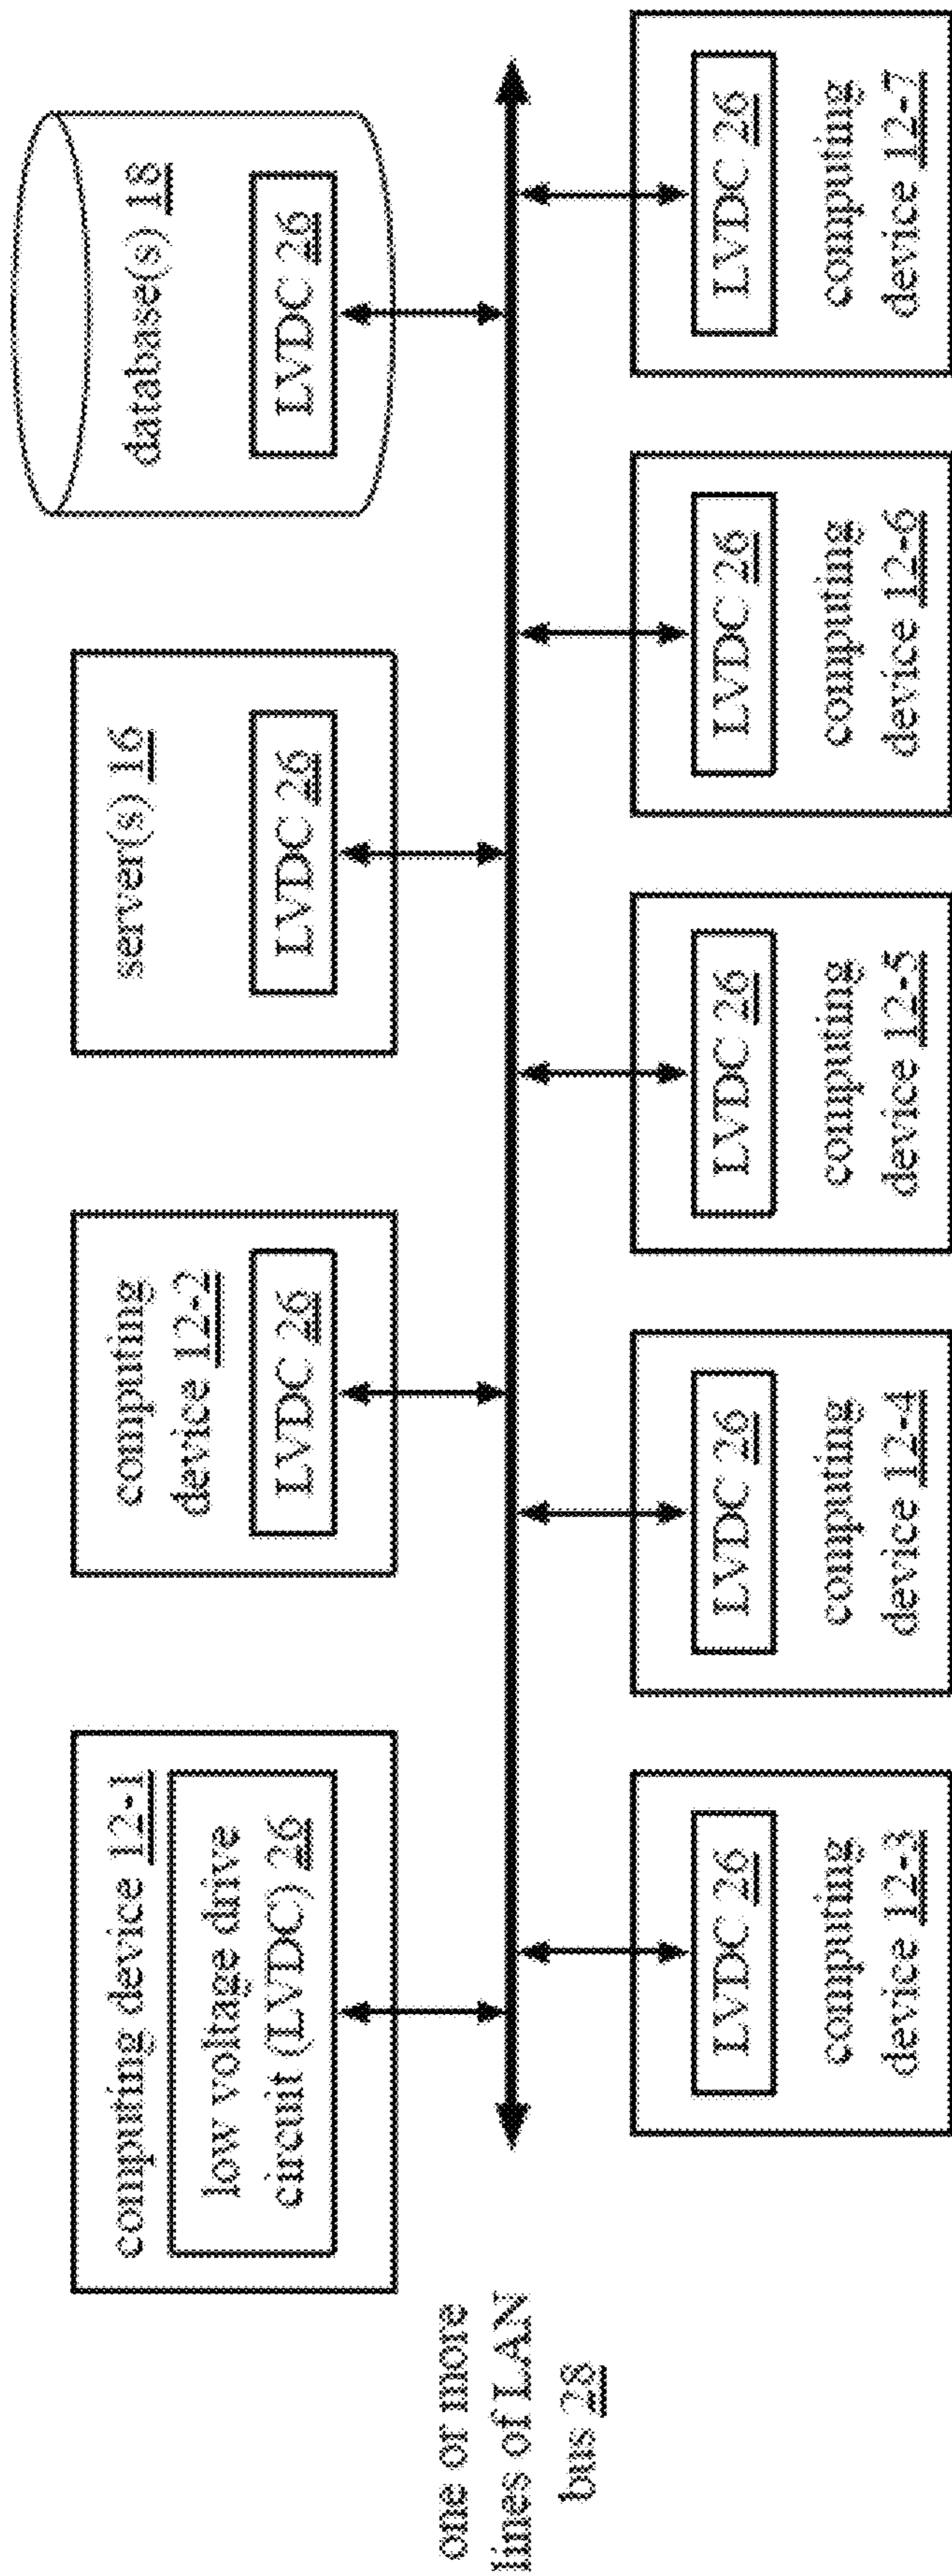 computing device 12-1
low voltage drive
circuit (LVDC) 26
computing
device 12-2
LVDC 26
server(s) 16
LVDC 26
database(s) 18
LVDC 26
one or more
lines of LAN
bus 28
LVDC 26
computing
device 12-3
LVDC 26
computing
device 12-4
LVDC 26
computing
device 12-5
LVDC 26
computing
device 12-6
LVDC 26
computing
device 12-7